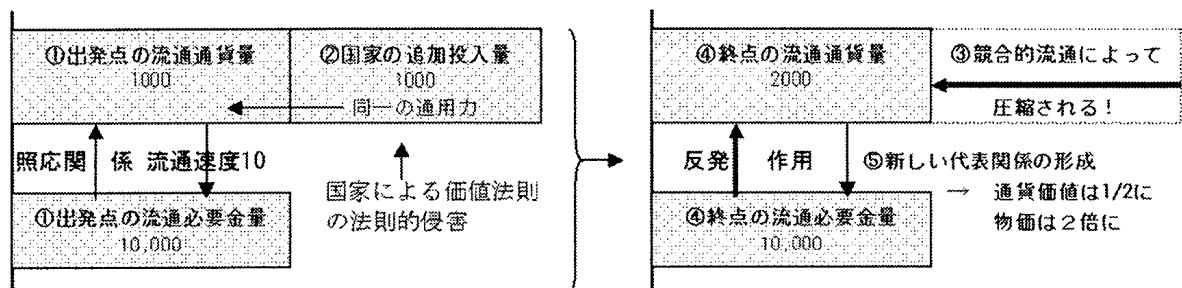 ①出発点の流通通貨量
1000
②国家の追加投入量
1000
同一の通用力
照応関 係 流通速度10
国家による価値法則
の法則的侵害
①出発点の流通必要金量
10,000
④終点の流通通貨量
2000
③競合的流通によって
圧縮される！
反発 作用
⑤新しい代表関係の形成
→ 通貨価値は1/2に
物価は２倍に
④終点の流通必要金量
10,000